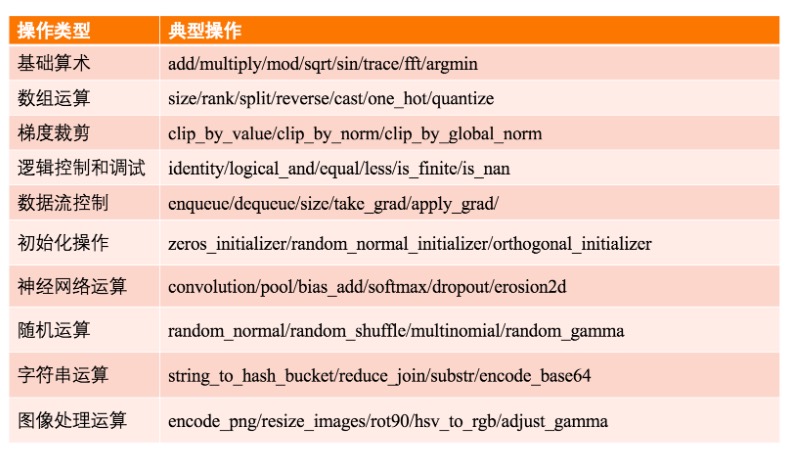 操作类型 典型操作
基础算术 add/multiply/mod/sqrt/sin/trace/fft/argmin
数组运算 size/rank/split/reverse/cast/one_hot/quantize
梯度裁剪 clip_by_value/clip_by_norm/clip_by_global_norm
逻辑控制和调试 identity/logical_and/equal/less/is_finite/is_nan
数据流控制 enqueue/dequeue/size/take_grad/apply_grad/
初始化操作 zeros_initializer/random_normal_initializer/orthogonal_initializer
神经网络运算 convolution/pool/bias_add/softmax/dropout/erosion2d
随机运算 random_normal/random_shuffle/multinomial/random_gamma
字符串运算 string_to_hash_bucket/reduce_join/substr/encode_base64
图像处理运算 encode_png/resize_images/rot90/hsv_to_rgb/adjust_gamma